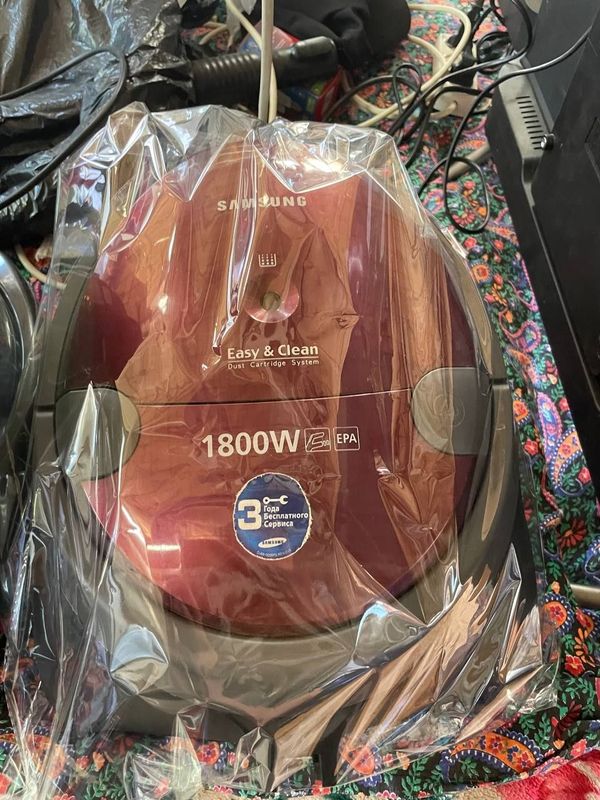 SAMSUNG
Easy & Clean
Dust Cartridge System
1800W EPA
3 Года
Бесплатного
Сервиса
SAMSUNG